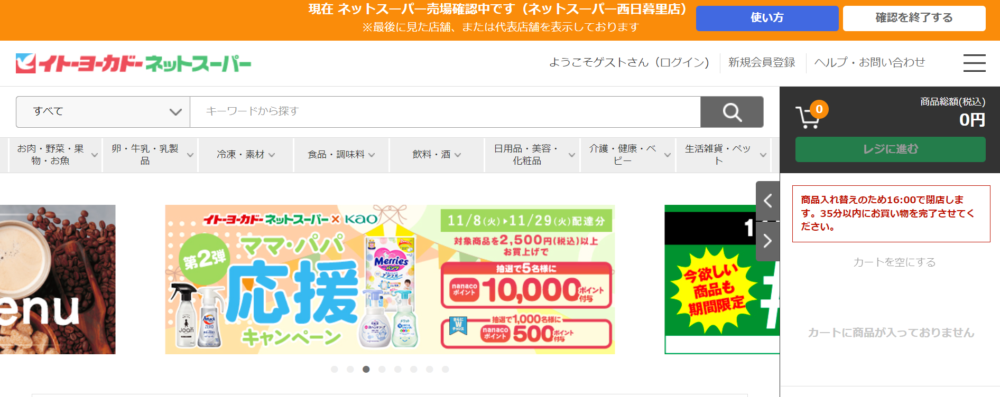 現在 ネットスーパー売場確認中です（ネットスーパー西日暮里店）
※最後に見た店舗、または代表店舗を表示しております
使い方
確認を終了する
イトーヨーカドー ネットスーパー
ようこそゲストさん（ログイン）
新規会員登録
ヘルプ・お問い合わせ
すべて
キーワードから探す
0
商品総額(税込)
0円
レジに進む
お肉・野菜・果
物・お魚
卵・牛乳・乳製
品
冷凍・素材
食品・調味料
飲料・酒
日用品・美容・
化粧品
介護・健康・ベ
ビー
生活雑貨・ペッ
ト
商品入れ替えのため16:00で閉店しま
す。35分以内にお買い物を完了させてく
ださい。
カートを空にする
カートに商品が入っておりません
enu
イトーヨーカドー ネットスーパー × KAO
第2弾
ママ・パパ
応援
キャンペーン
Merries
パンツ
エアスルー
Joan
Attack
ZERO
メリット
11/8(火)▶11/29(火)配達分
対象商品を2,500円(税込)以上
お買上げで
抽選で5名様に
nanaco
ポイント
10,000ポイント
付与
さらに
W
チャンス
抽選で1,000名様に
nanaco
ポイント
500ポイント
付与
1
今欲しい
商品も
期間限定